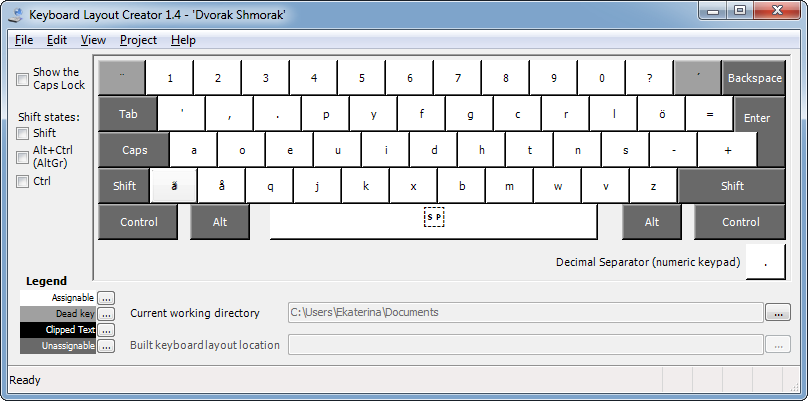 Keyboard Layout Creator 1.4 - 'Dvorak Shmorak'
File Edit View Project Help
Show the Caps Lock
¨ 1 2 3 4 5 6 7 8 9 0 ? ´ Backspace
Tab ' , . p y f g c r l ö = Enter
Shift states:
Shift
Alt+Ctrl (AltGr)
Ctrl
Caps a o e u i d h t n s - +
Shift å q j k x b m w v z Shift
Control Alt SP Alt Control
Decimal Separator (numeric keypad) .
Legend
Assignable ...
Dead key ...
Clipped Text ...
Unassignable ...
Current working directory C:\Users\Ekaterina\Documents ...
Built keyboard layout location ...
Ready